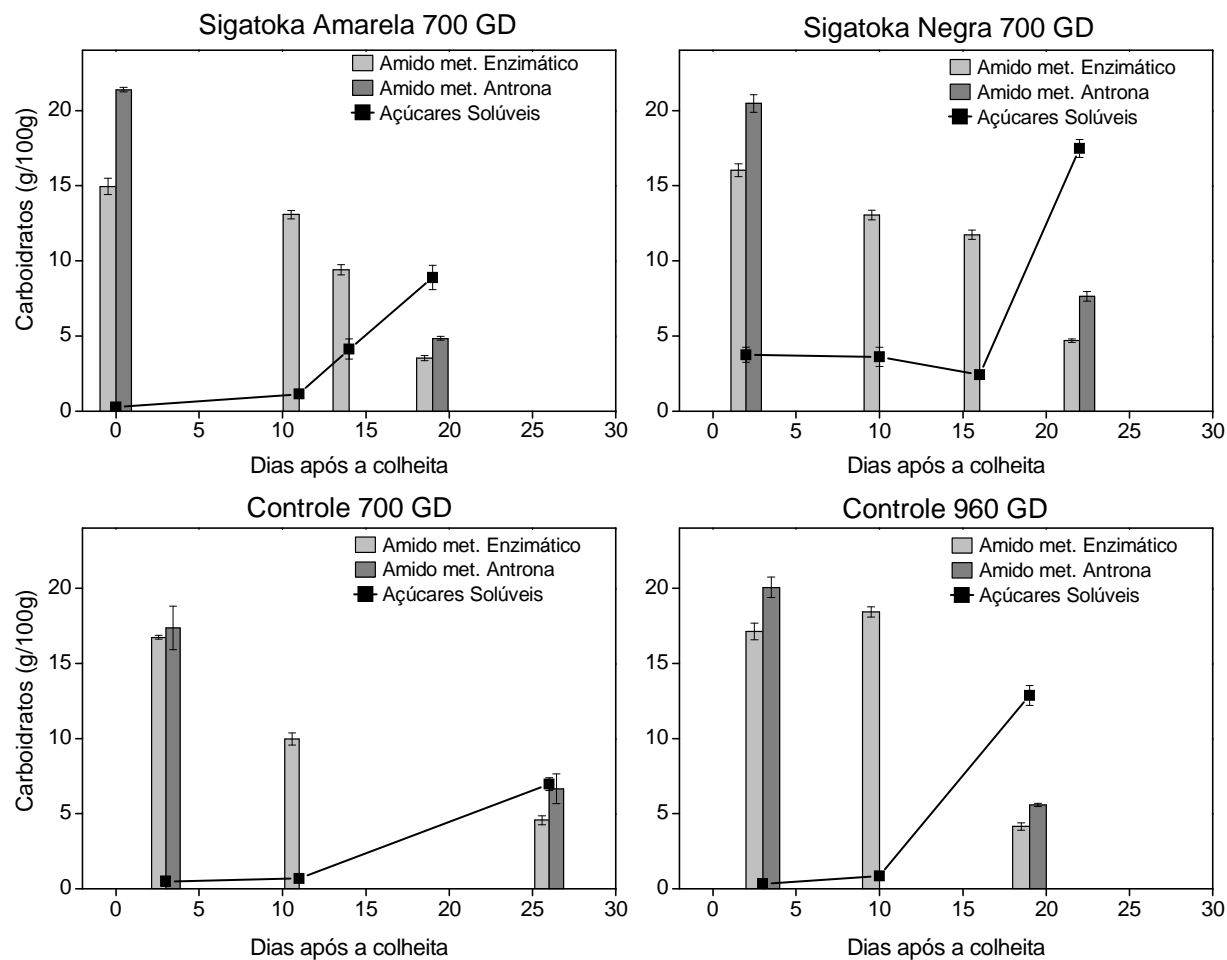 Sigatoka Amarela 700 GD
Amido met. Enzimático
Amido met. Antrona
Açúcares Solúveis
Carboidratos (g/100g)
20
15
10
5
0
0 5 10 15 20 25 30
Dias após a colheita
Sigatoka Negra 700 GD
Amido met. Enzimático
Amido met. Antrona
Açúcares Solúveis
20
15
10
5
0
0 5 10 15 20 25 30
Dias após a colheita
Controle 700 GD
Amido met. Enzimático
Amido met. Antrona
Açúcares Solúveis
Carboidratos (g/100g)
20
15
10
5
0
0 5 10 15 20 25 30
Dias após a colheita
Controle 960 GD
Amido met. Enzimático
Amido met. Antrona
Açúcares Solúveis
20
15
10
5
0
0 5 10 15 20 25 30
Dias após a colheita